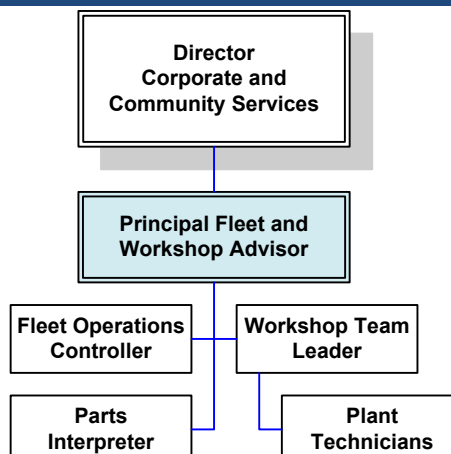 Director
Corporate and
Community Services
Principal Fleet and
Workshop Advisor
Fleet Operations
Controller
Workshop Team
Leader
Parts
Interpreter
Plant
Technicians